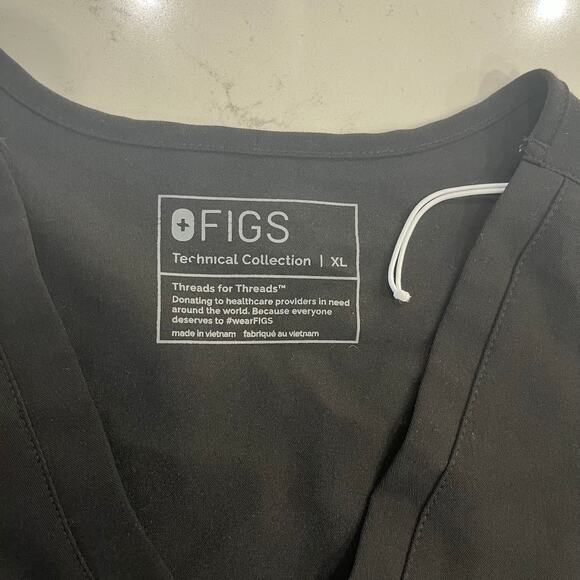 FIGS
Technical Collection | XL
Threads for Threads™
Donating to healthcare providers in need
around the world. Because everyone
deserves to #wearFIGS
made in vietnam fabriqué au vietnam